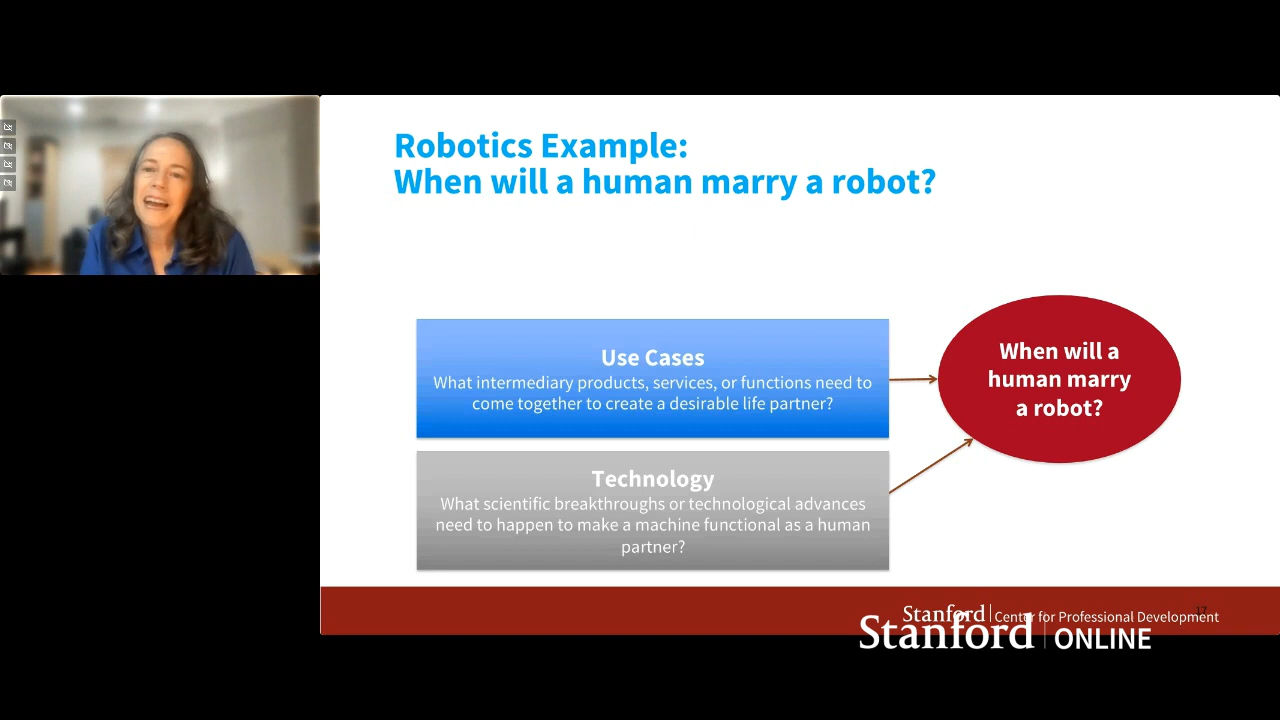 Robotics Example:
When will a human marry a robot?
Use Cases
What intermediary products, services, or functions need to
come together to create a desirable life partner?
Technology
What scientific breakthroughs or technological advances
need to happen to make a machine functional as a human
partner?
When will a
human marry
a robot?
17
Stanford Center for Professional Development
Stanford ONLINE